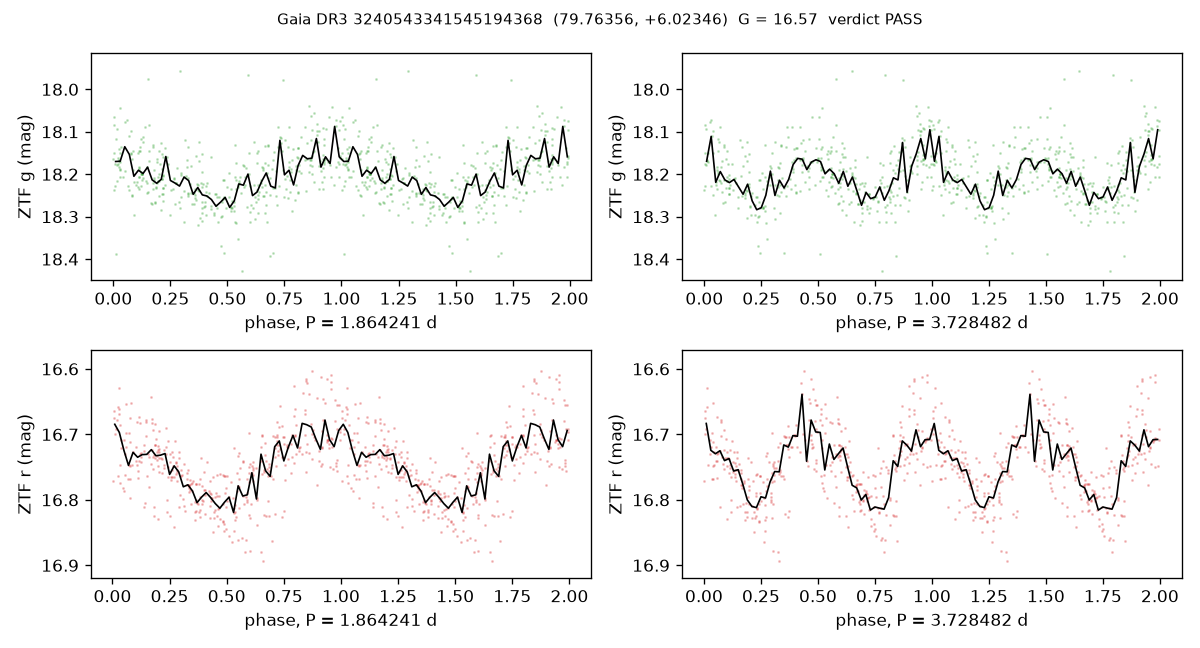 Gaia DR3 3240543341545194368 (79.76356, +6.02346) G = 16.57 verdict PASS
ZTF g (mag)
18.0
18.1
18.2
18.3
18.4
0.00 0.25 0.50 0.75 1.00 1.25 1.50 1.75 2.00
phase, P = 1.864241 d
ZTF g (mag)
18.0
18.1
18.2
18.3
18.4
0.00 0.25 0.50 0.75 1.00 1.25 1.50 1.75 2.00
phase, P = 3.728482 d
ZTF r (mag)
16.6
16.7
16.8
16.9
0.00 0.25 0.50 0.75 1.00 1.25 1.50 1.75 2.00
phase, P = 1.864241 d
ZTF r (mag)
16.6
16.7
16.8
16.9
0.00 0.25 0.50 0.75 1.00 1.25 1.50 1.75 2.00
phase, P = 3.728482 d